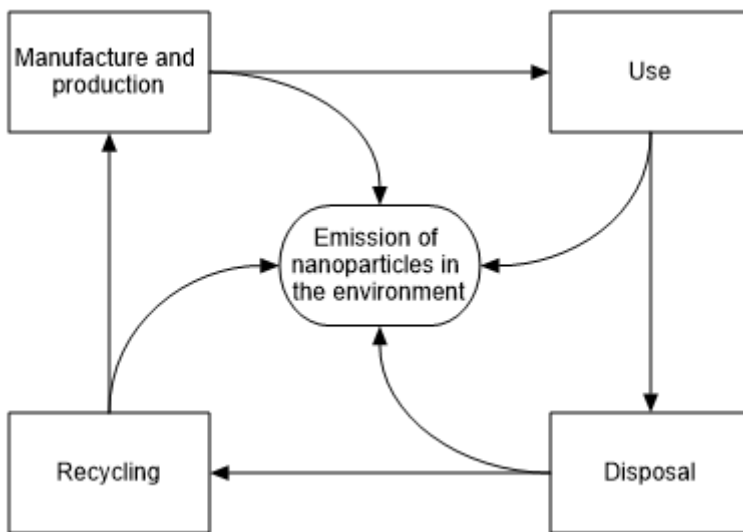 Manufacture and
production
Use
Emission of
nanoparticles in
the environment
Recycling
Disposal